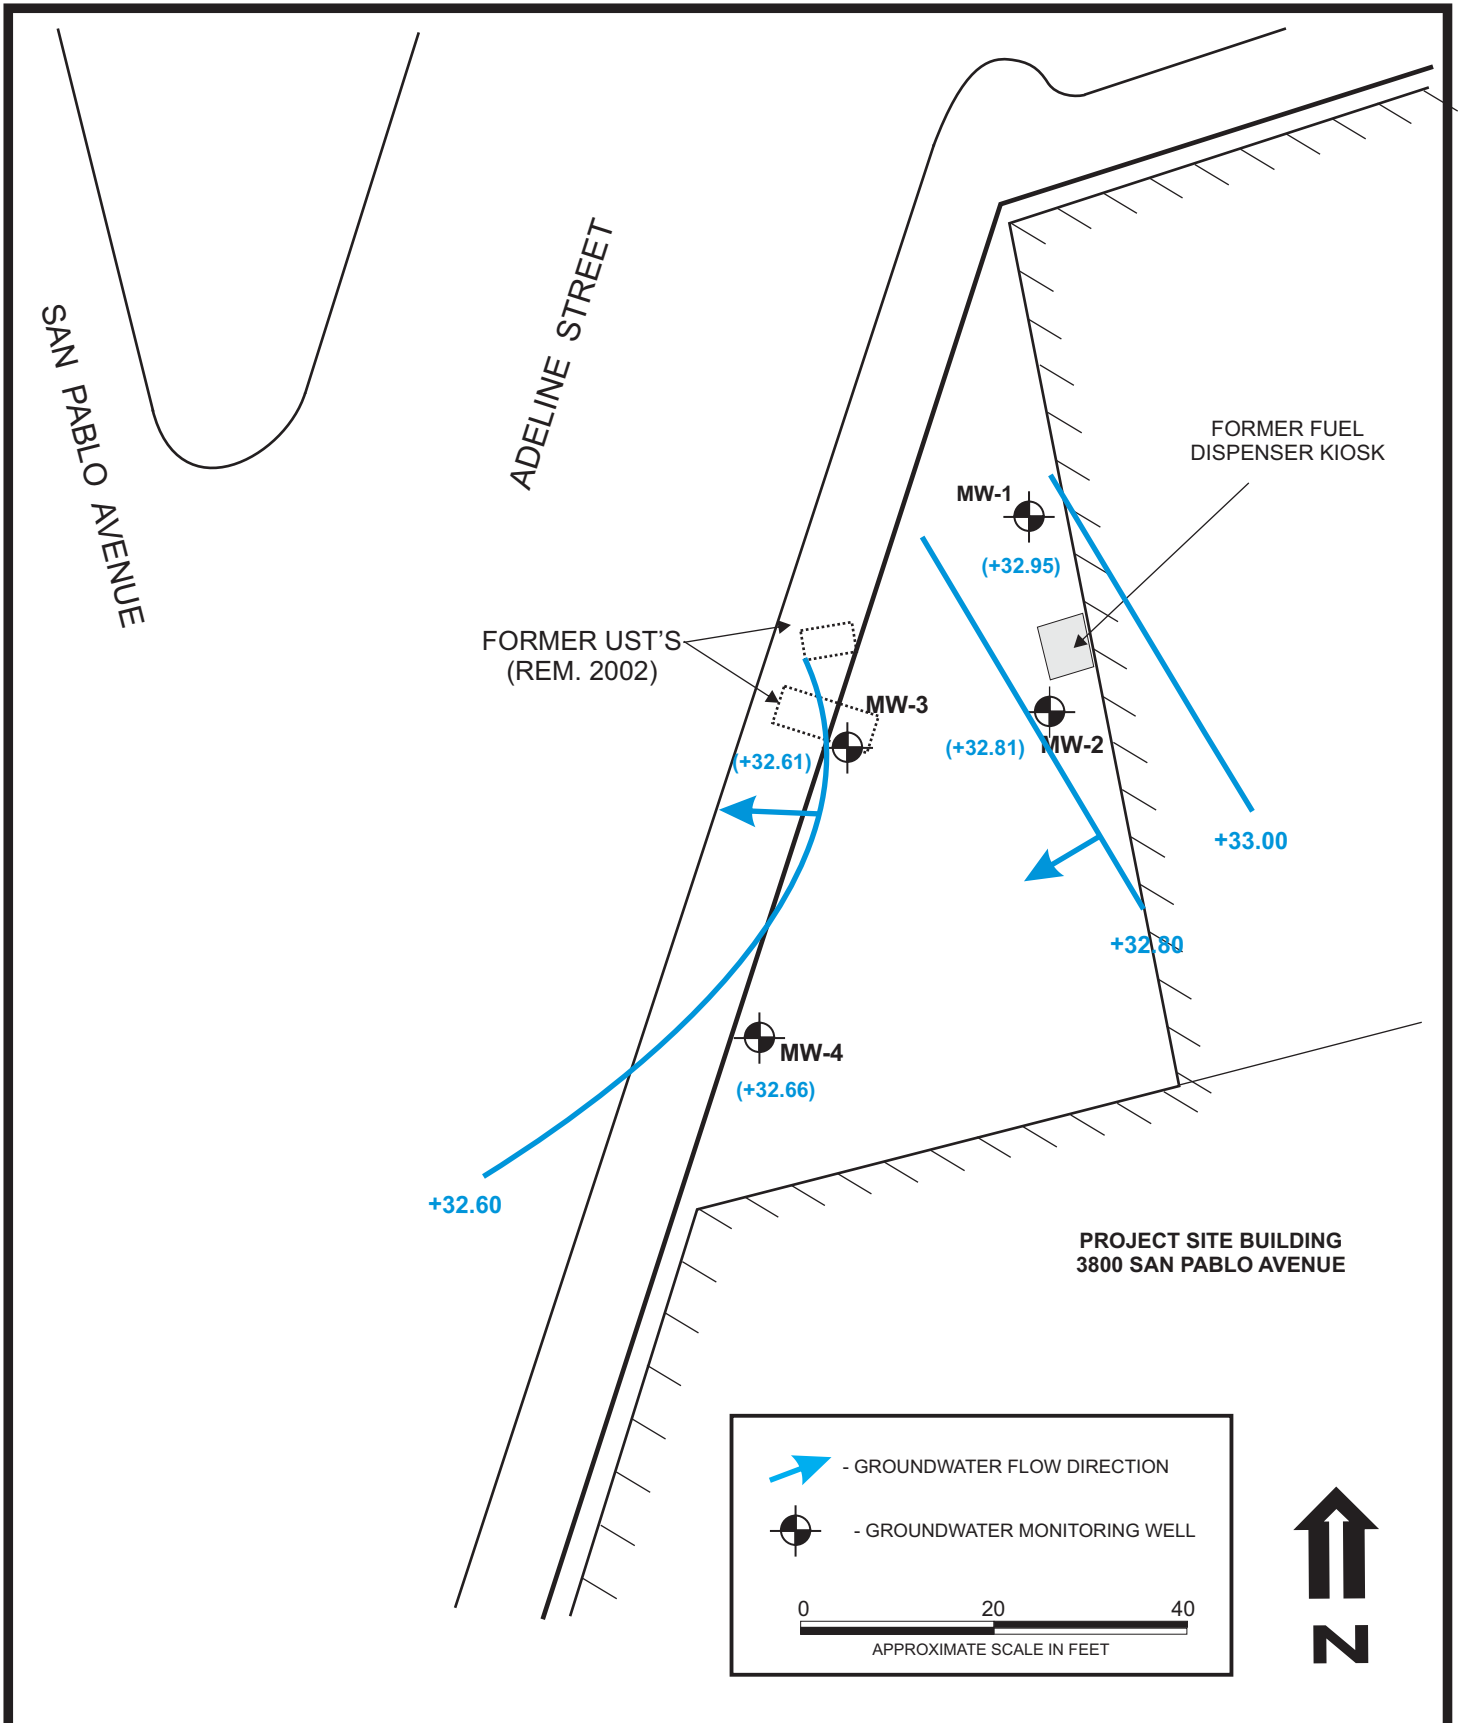 SAN PABLO AVENUE
ADELINE STREET
FORMER FUEL
DISPENSER KIOSK
MW-1
(+32.95)
FORMER UST'S
(REM. 2002)
MW-3
(+32.61)
(+32.81)
MW-2
+33.00
+32.80
MW-4
(+32.66)
+32.60
PROJECT SITE BUILDING
3800 SAN PABLO AVENUE
- GROUNDWATER FLOW DIRECTION
- GROUNDWATER MONITORING WELL
0 20 40
APPROXIMATE SCALE IN FEET
N